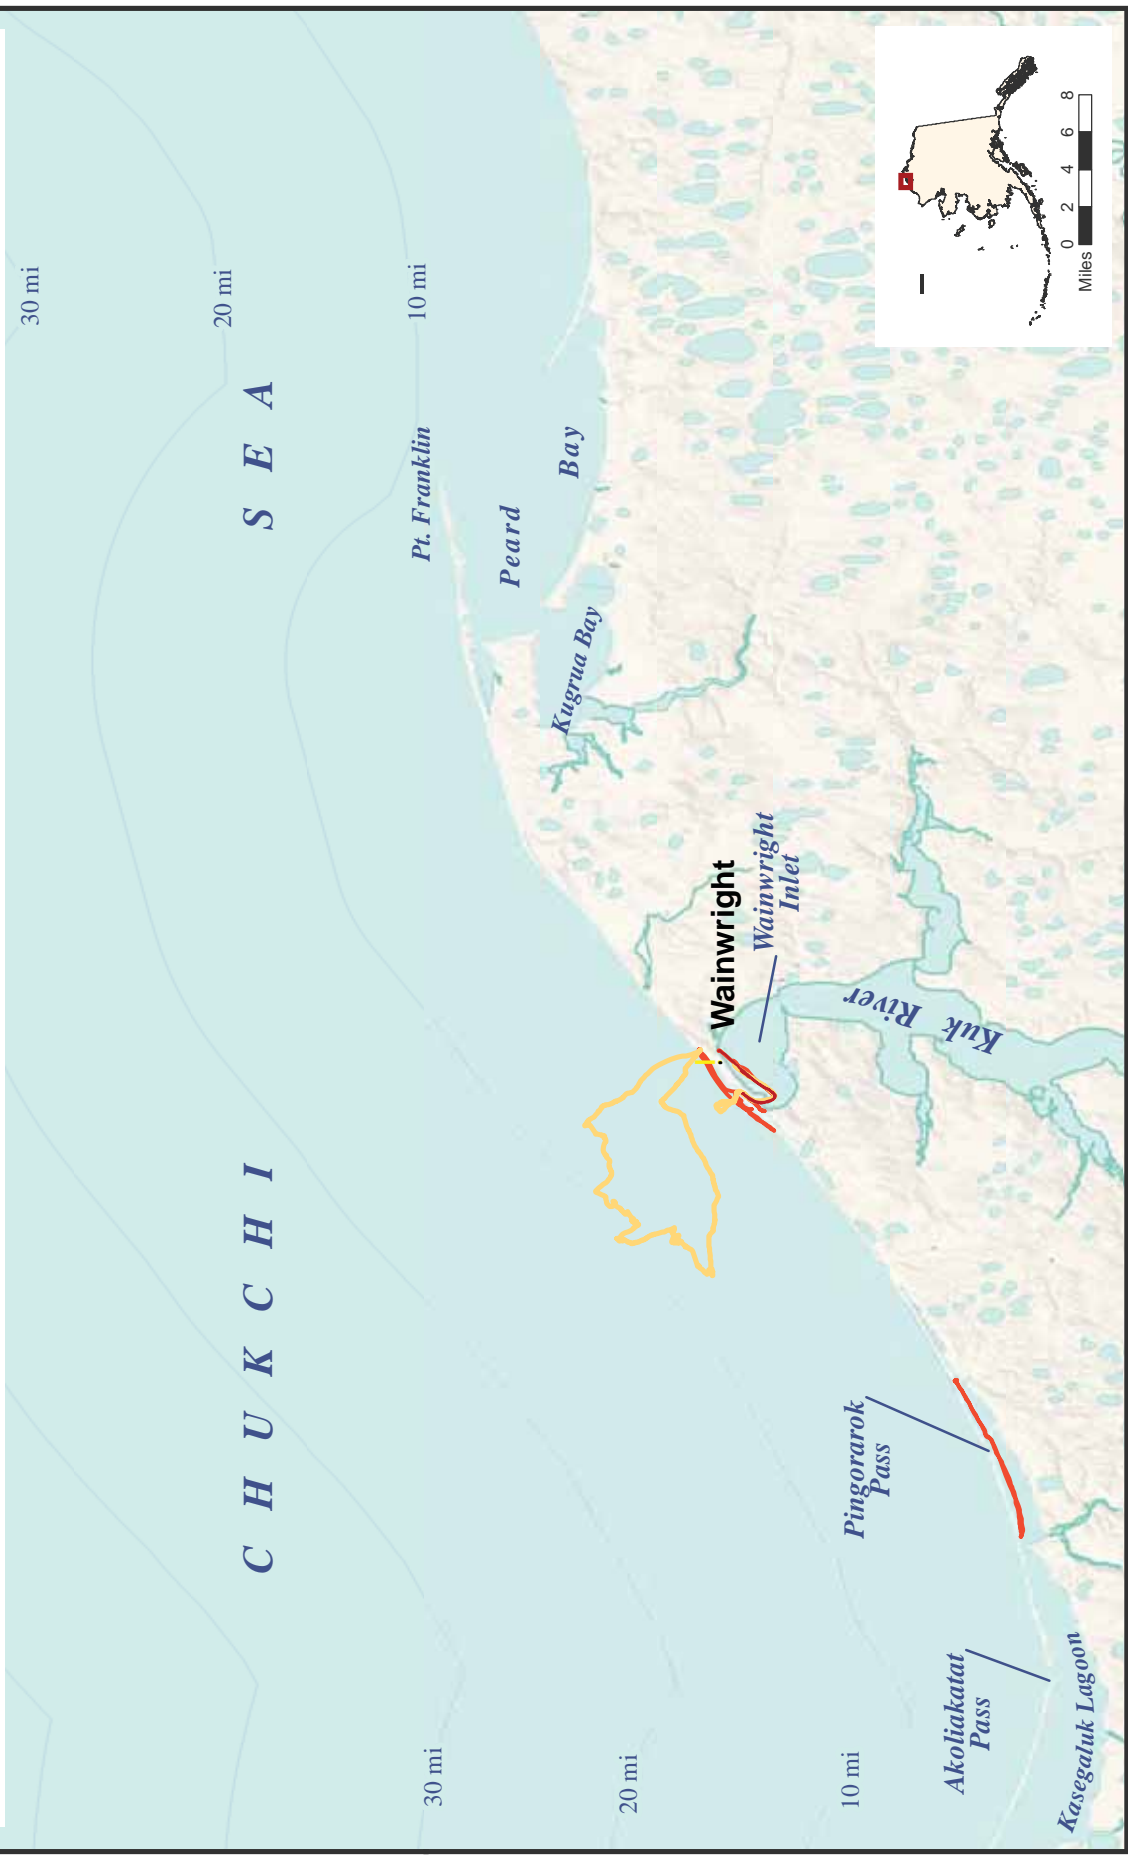 30 mi
20 mi
10 mi
C H U K C H I
S E A
Pt. Franklin
Peard
Bay
Kugrua Bay
Wainwright
Wainwright
Inlet
Kuk River
30 mi
20 mi
10 mi
Pingorarok
Pass
Akoliakatat
Pass
Kasegaluk Lagoon
Miles
0 2 4 6 8